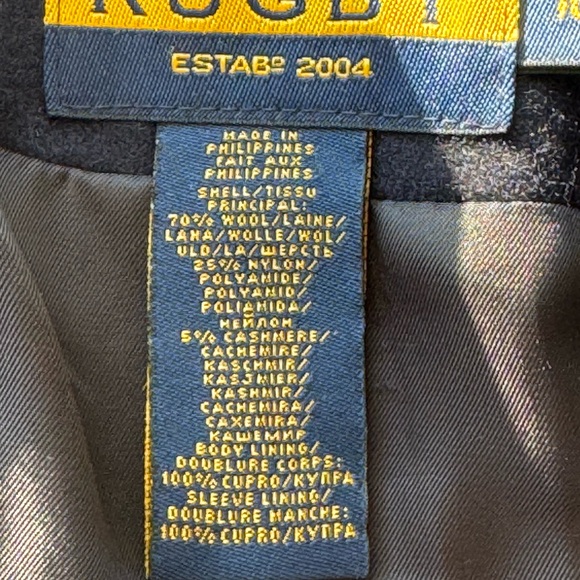 RUGBY
ESTABᴰ 2004
MADE IN
PHILIPPINES
FAIT AUX
PHILIPPINES
SHELL/TISSU
PRINCIPAL:
70% WOOL/LAINE/
LANA/WOLLE/WOL/
ULD/LA/ШЕРСТЬ
25% NYLON/
POLYAMIDE/
POLYAMID/
POLIAMIDA/
НЕЙЛОН
5% CASHMERE/
CACHEMIRE/
KASCHMIR/
KASJMIER/
KASHMIR/
CACHEMIRA/
CAXEMIRA/
КАШЕМИР
BODY LINING/
DOUBLURE CORPS:
100% CUPRO/КУПРА
SLEEVE LINING/
DOUBLURE MANCHE:
100% CUPRO/КУПРА